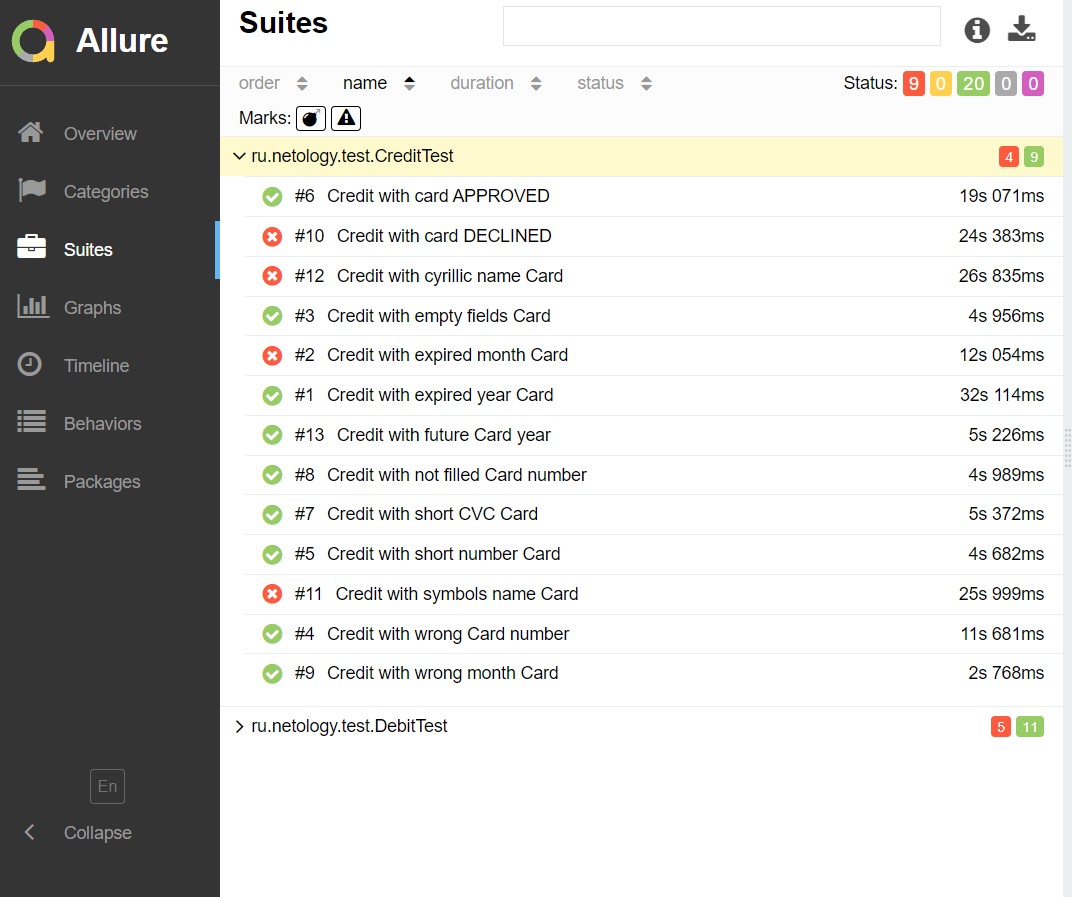 Allure
Overview
Categories
Suites
Graphs
Timeline
Behaviors
Packages
En
Collapse
Suites
order name duration status Status: 9 0 20 0 0
Marks:
ru.netology.test.CreditTest 4 9
#6 Credit with card APPROVED 19s 071ms
#10 Credit with card DECLINED 24s 383ms
#12 Credit with cyrillic name Card 26s 835ms
#3 Credit with empty fields Card 4s 956ms
#2 Credit with expired month Card 12s 054ms
#1 Credit with expired year Card 32s 114ms
#13 Credit with future Card year 5s 226ms
#8 Credit with not filled Card number 4s 989ms
#7 Credit with short CVC Card 5s 372ms
#5 Credit with short number Card 4s 682ms
#11 Credit with symbols name Card 25s 999ms
#4 Credit with wrong Card number 11s 681ms
#9 Credit with wrong month Card 2s 768ms
ru.netology.test.DebitTest 5 11